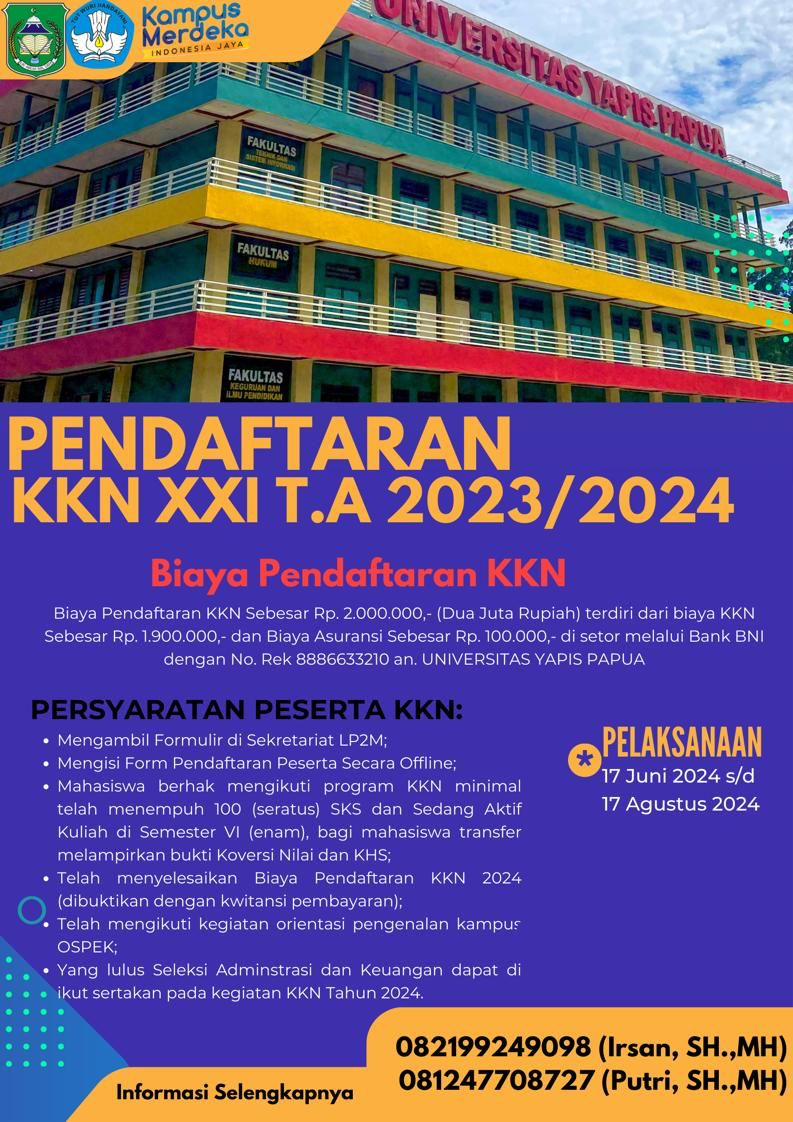 TUT WURI HANDAYANI
Kampus
Merdeka
INDONESIA JAYA
UNIVERSITAS YAPIS PAPUA
FAKULTAS
TEKNIK DAN
SISTEM INFORMASI
FAKULTAS
HUKUM
FAKULTAS
KEGURUAN DAN
ILMU PENDIDIKAN
PENDAFTARAN
KKN XXI T.A 2023/2024
Biaya Pendaftaran KKN
Biaya Pendaftaran KKN Sebesar Rp. 2.000.000,- (Dua Juta Rupiah) terdiri dari biaya KKN
Sebesar Rp. 1.900.000,- dan Biaya Asuransi Sebesar Rp. 100.000,- di setor melalui Bank BNI
dengan No. Rek 8886633210 an. UNIVERSITAS YAPIS PAPUA
PERSYARATAN PESERTA KKN:
• Mengambil Formulir di Sekretariat LP2M;
• Mengisi Form Pendaftaran Peserta Secara Offline;
• Mahasiswa berhak mengikuti program KKN minimal
telah menempuh 100 (seratus) SKS dan Sedang Aktif
Kuliah di Semester VI (enam), bagi mahasiswa transfer
melampirkan bukti Koversi Nilai dan KHS;
• Telah menyelesaikan Biaya Pendaftaran KKN 2024
(dibuktikan dengan kwitansi pembayaran);
• Telah mengikuti kegiatan orientasi pengenalan kampus
OSPEK;
• Yang lulus Seleksi Adminstrasi dan Keuangan dapat di
ikut sertakan pada kegiatan KKN Tahun 2024.
* PELAKSANAAN
17 Juni 2024 s/d
17 Agustus 2024
Informasi Selengkapnya
082199249098 (Irsan, SH.,MH)
081247708727 (Putri, SH.,MH)